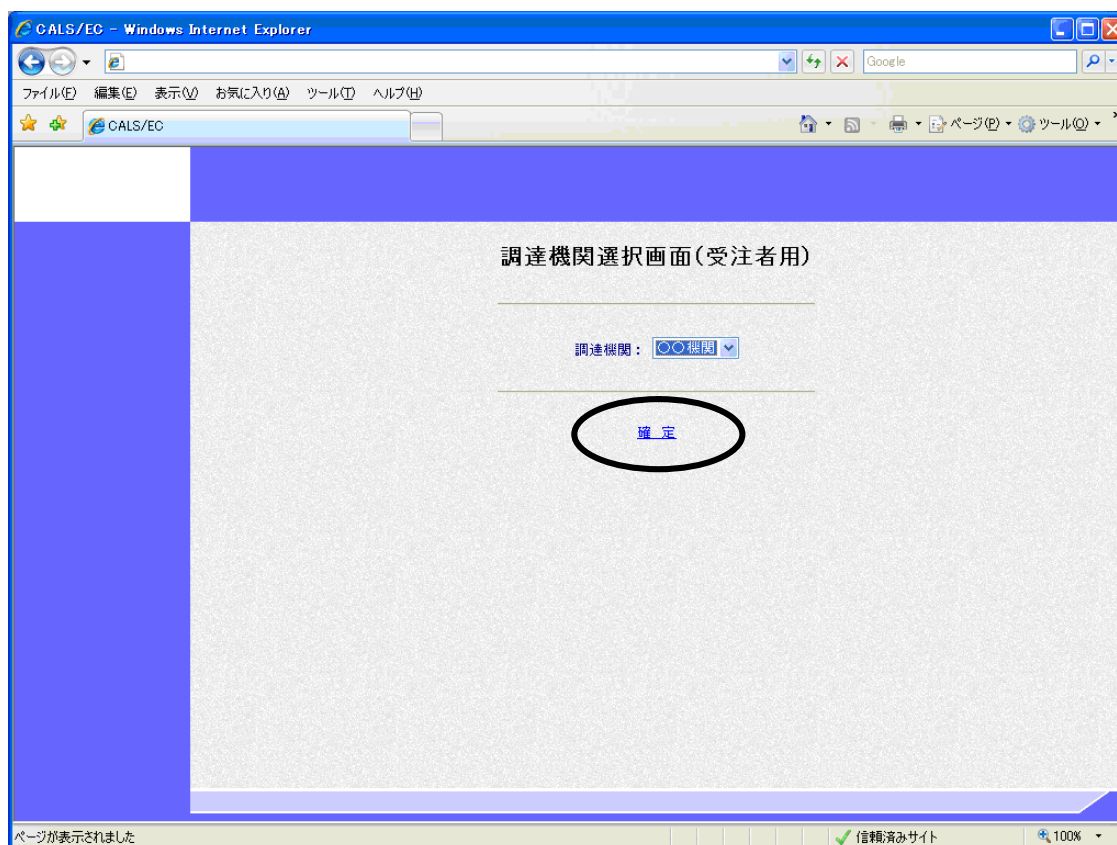 CALS/EC - Windows Internet Explorer
Google
ファイル(F) 編集(E) 表示(V) お気に入り(A) ツール(T) ヘルプ(H)
CALS/EC ページ(P) ツール(O)
調達機関選択画面(受注者用)
調達機関： 〇〇機関
確 定
ページが表示されました 信頼済みサイト 100%